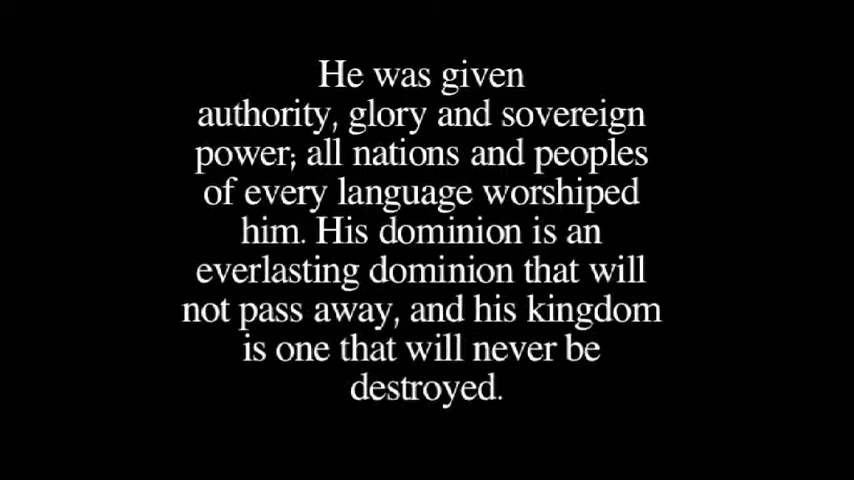 He was given
authority, glory and sovereign
power; all nations and peoples
of every language worshiped
him. His dominion is an
everlasting dominion that will
not pass away, and his kingdom
is one that will never be
destroyed.